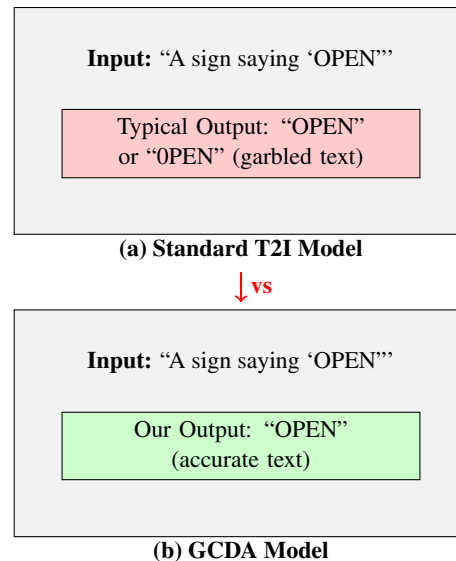 Input: “A sign saying ‘OPEN”’
Typical Output: “OPEN”
or “0PEN” (garbled text)
(a) Standard T2I Model
vs
Input: “A sign saying ‘OPEN”’
Our Output: “OPEN”
(accurate text)
(b) GCDA Model